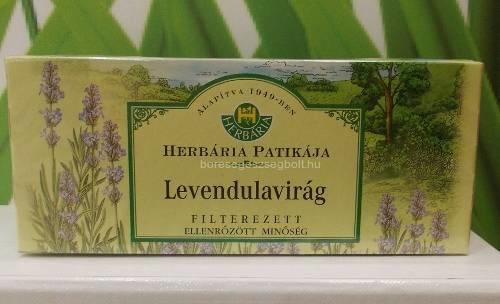 ALAPÍTVA 1949-BEN
HERBÁRIA
HERBÁRIA PATIKÁJA
boresegeszsegbolt.hu
Levendulavirág
FILTEREZETT
ELLENŐRZÖTT MINŐSÉG